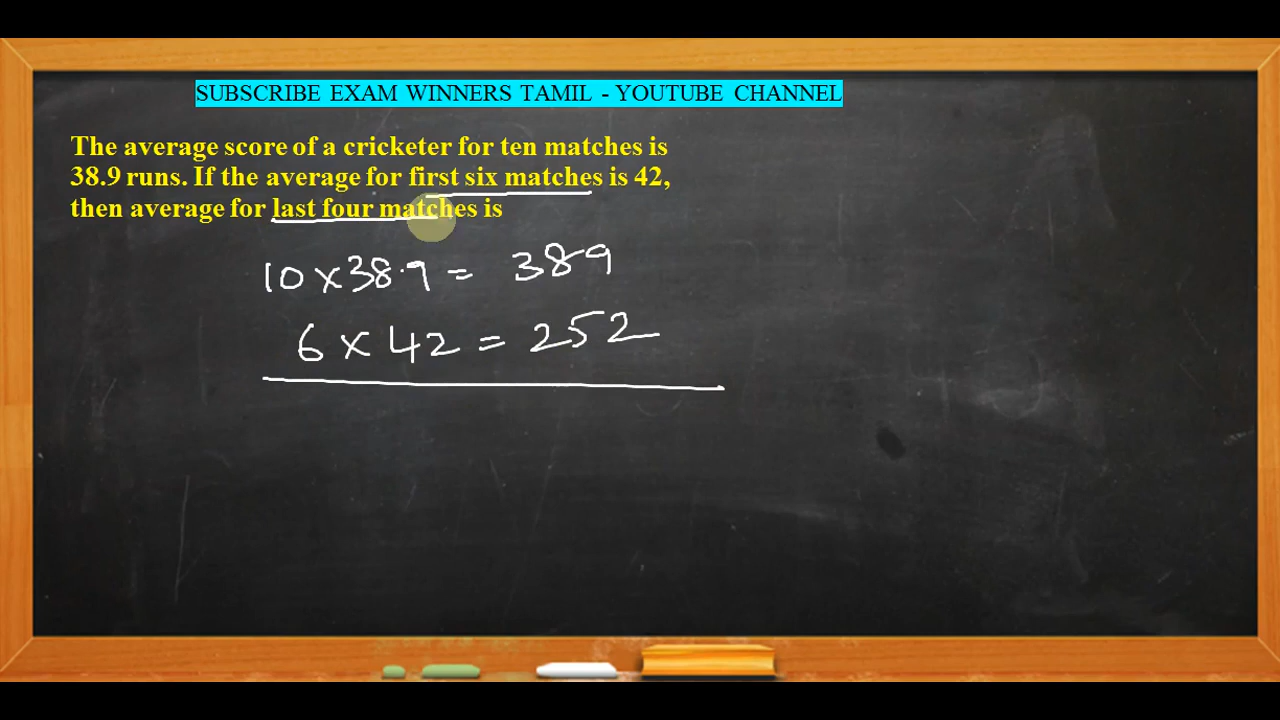 SUBSCRIBE EXAM WINNERS TAMIL - YOUTUBE CHANNEL
The average score of a cricketer for ten matches is
38.9 runs. If the average for first six matches is 42,
then average for last four matches is
10 x 38.9 = 389
6 x 42 = 252